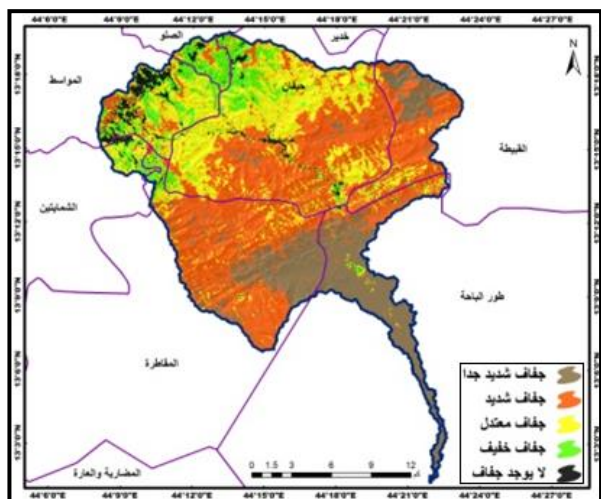 44°6'0"E 44°9'0"E 44°12'0"E 44°15'0"E 44°18'0"E 44°21'0"E 44°24'0"E 44°27'0"E
الصلو
خدير
N
المواسط
حيفان
القبيطة
الشمايتين
طور الباحة
المقاطرة
المضاربة والعارة
جفاف شديد جدا
جفاف شديد
جفاف معتدل
جفاف خفيف
لا يوجد جفاف
0 1.5 3 6 9 12
44°6'0"E 44°9'0"E 44°12'0"E 44°15'0"E 44°18'0"E 44°21'0"E 44°24'0"E 44°27'0"E